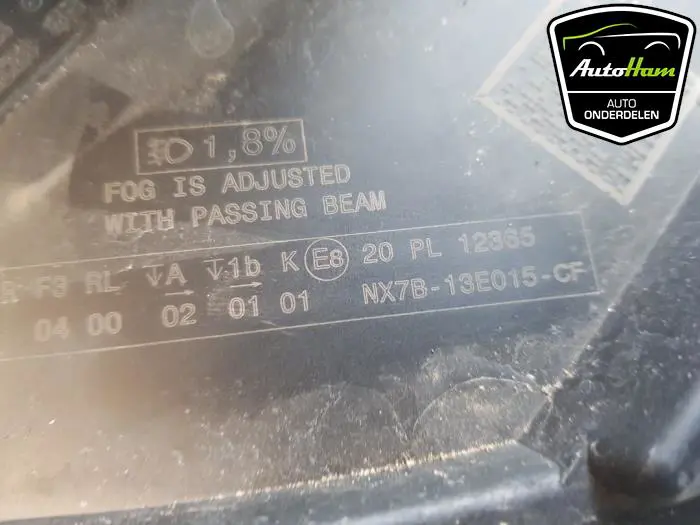 AutoHam
AUTO
ONDERDELEN
1,8%
FOG IS ADJUSTED
WITH PASSING BEAM
R F3 RL A 1b K E8 20 PL 12365
04 00 02 01 01 NX7B-13E015-CF